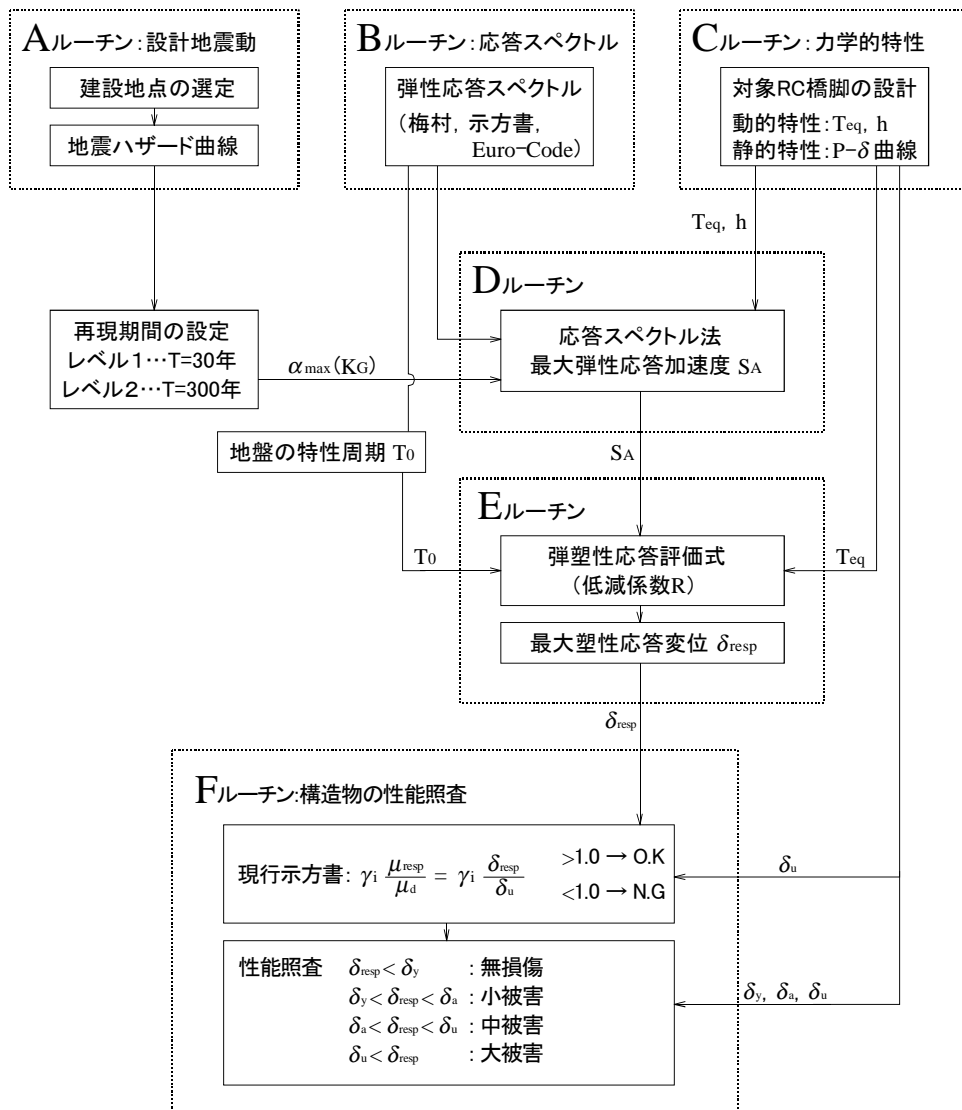 Aルーチン：設計地震動
建設地点の選定
地震ハザード曲線
Bルーチン：応答スペクトル
弾性応答スペクトル
（梅村，示方書，
Euro-Code）
Cルーチン：力学的特性
対象RC橋脚の設計
動的特性：Teq, h
静的特性：P-δ曲線
Teq, h
再現期間の設定
レベル１…T=30年
レベル２…T=300年
αmax(KG)
Dルーチン
応答スペクトル法
最大弾性応答加速度 SA
地盤の特性周期 T0
SA
Eルーチン
T0
弾塑性応答評価式
（低減係数R）
Teq
最大塑性応答変位 δresp
δresp
Fルーチン:構造物の性能照査
現行示方書: γi μresp/μd = γi δresp/δu
>1.0 → O.K
<1.0 → N.G
δu
性能照査 δresp< δy ：無損傷
δy< δresp< δa ：小被害
δa< δresp< δu ：中被害
δu< δresp ：大被害
δy, δa, δu